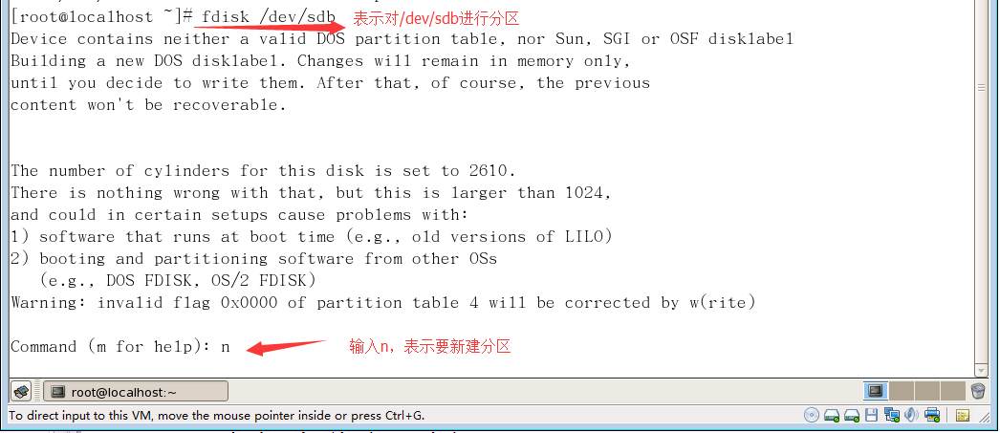 [root@localhost ~]# fdisk /dev/sdb 表示对/dev/sdb进行分区
Device contains neither a valid DOS partition table, nor Sun, SGI or OSF disklabel
Building a new DOS disklabel. Changes will remain in memory only,
until you decide to write them. After that, of course, the previous
content won't be recoverable.
The number of cylinders for this disk is set to 2610.
There is nothing wrong with that, but this is larger than 1024,
and could in certain setups cause problems with:
1) software that runs at boot time (e.g., old versions of LILO)
2) booting and partitioning software from other OSs
(e.g., DOS FDISK, OS/2 FDISK)
Warning: invalid flag 0x0000 of partition table 4 will be corrected by w(rite)
Command (m for help): n 输入n，表示要新建分区
root@localhost:~
To direct input to this VM, move the mouse pointer inside or press Ctrl+G.